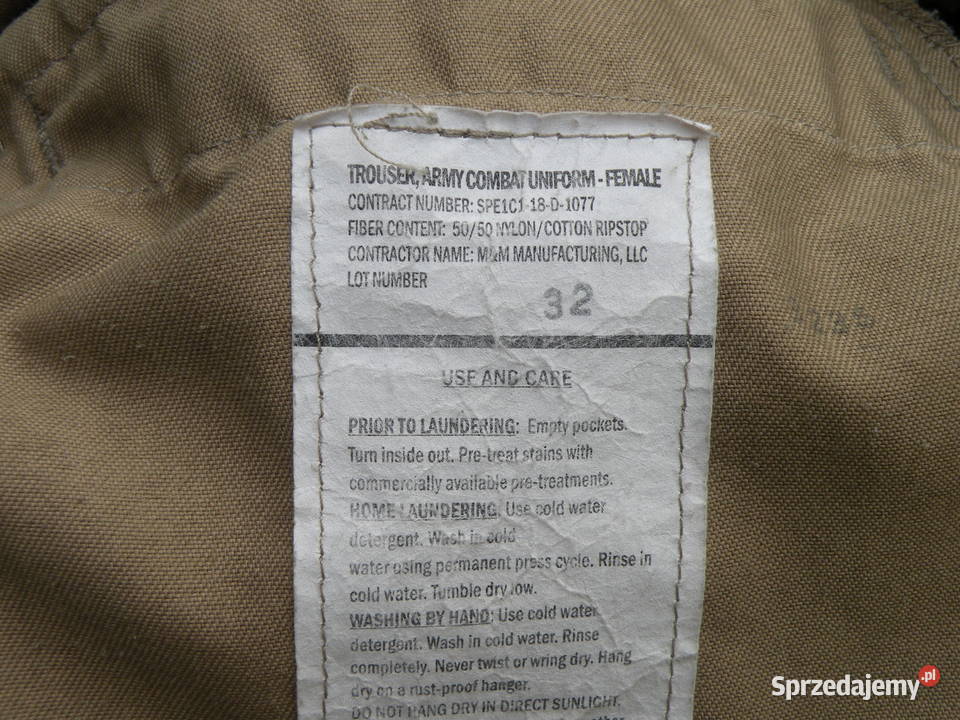 TROUSER, ARMY COMBAT UNIFORM - FEMALE
CONTRACT NUMBER: SPE1C1-18-D-1077
FIBER CONTENT: 50/50 NYLON/COTTON RIPSTOP
CONTRACTOR NAME: M&M MANUFACTURING, LLC
LOT NUMBER
32
USE AND CARE
PRIOR TO LAUNDERING: Empty pockets.
Turn inside out. Pre-treat stains with
commercially available pre-treatments.
HOME LAUNDERING: Use cold water
detergent. Wash in cold
water using permanent press cycle. Rinse in
cold water. Tumble dry low.
WASHING BY HAND: Use cold water
detergent. Wash in cold water. Rinse
completely. Never twist or wring dry. Hang
dry on a rust-proof hanger.
DO NOT HANG DRY IN DIRECT SUNLIGHT.
Sprzedajemy.pl